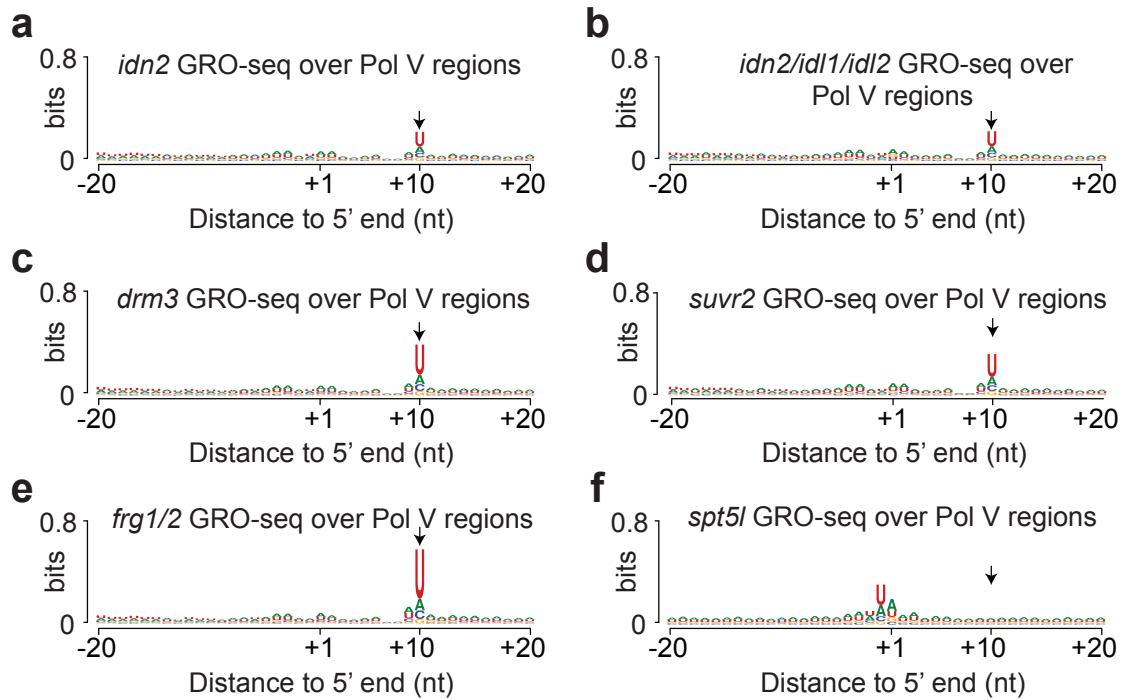 a
idn2 GRO-seq over Pol V regions
0.8
bits
0
U
A
C
-20 +1 +10 +20
Distance to 5’ end (nt)
b
idn2/idl1/idl2 GRO-seq over
Pol V regions
0.8
bits
0
U
A
C
-20 +1 +10 +20
Distance to 5’ end (nt)
c
drm3 GRO-seq over Pol V regions
0.8
bits
0
U
A
C
-20 +1 +10 +20
Distance to 5’ end (nt)
d
suvr2 GRO-seq over Pol V regions
0.8
bits
0
U
A
C
-20 +1 +10 +20
Distance to 5’ end (nt)
e
frg1/2 GRO-seq over Pol V regions
0.8
bits
0
U
A A
U C
-20 +1 +10 +20
Distance to 5’ end (nt)
f
spt5l GRO-seq over Pol V regions
0.8
bits
0
U A
A U
C
-20 +1 +10 +20
Distance to 5’ end (nt)